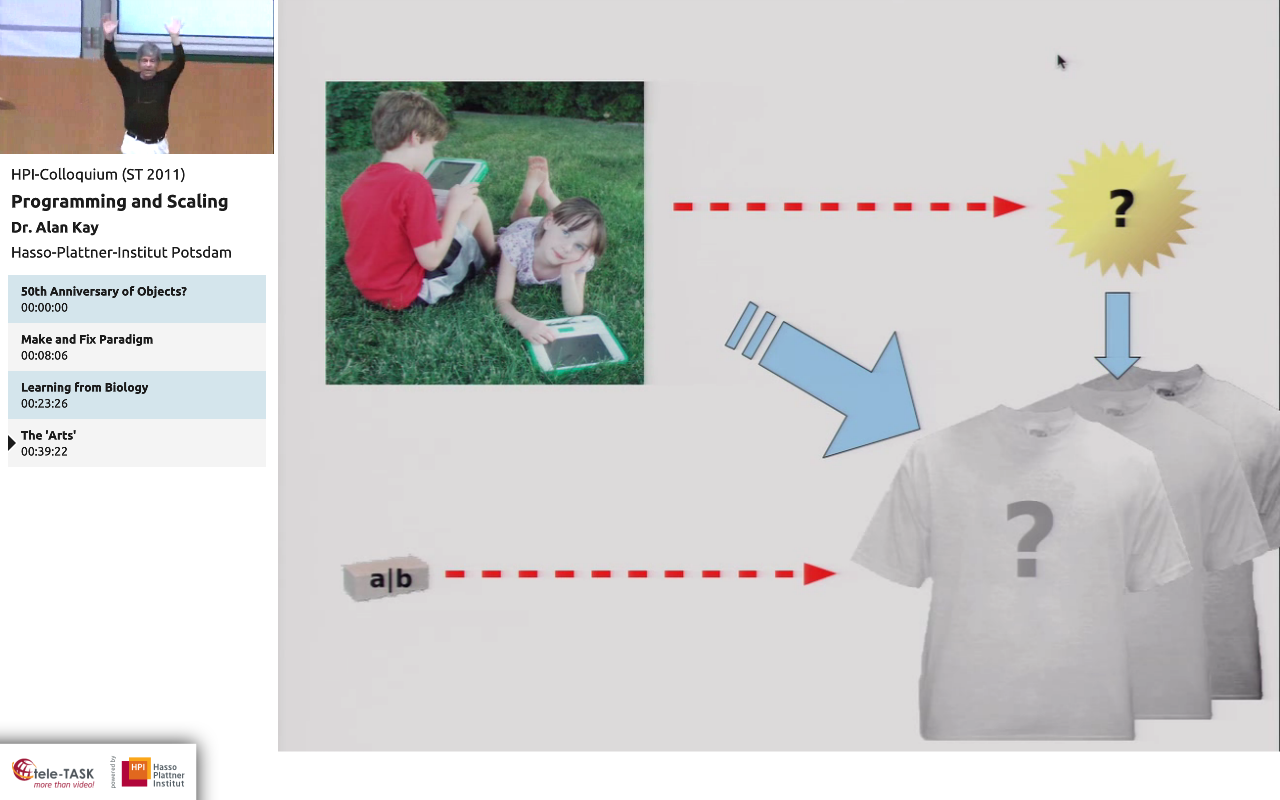 HPI-Colloquium (ST 2011)
Programming and Scaling
Dr. Alan Kay
Hasso-Plattner-Institut Potsdam
50th Anniversary of Objects?
00:00:00
Make and Fix Paradigm
00:08:06
Learning from Biology
00:23:26
The 'Arts'
00:39:22
?
?
a|b
tele-TASK
more than video!
powered by
HPI
Hasso
Plattner
Institut